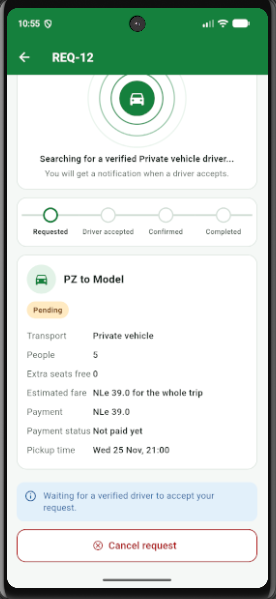 10:55
REQ-12
Searching for a verified Private vehicle driver...
You will get a notification when a driver accepts.
Requested Driver accepted Confirmed Completed
PZ to Model
Pending
Transport Private vehicle
People 5
Extra seats free 0
Estimated fare NLe 39.0 for the whole trip
Payment NLe 39.0
Payment status Not paid yet
Pickup time Wed 25 Nov, 21:00
Waiting for a verified driver to accept your
request.
Cancel request